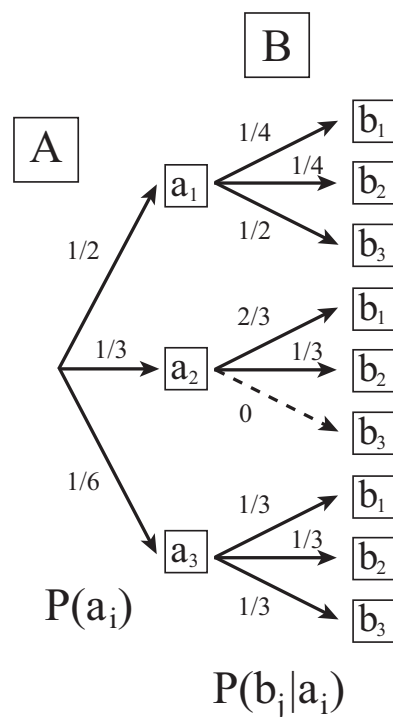 B
A
1/4
b₁
1/4
a₁
b₂
1/2
1/2
b₃
2/3
b₁
1/3
1/3
a₂
b₂
0
b₃
1/6
1/3
b₁
1/3
a₃
b₂
1/3
b₃
P(aᵢ)
P(bⱼ|aᵢ)